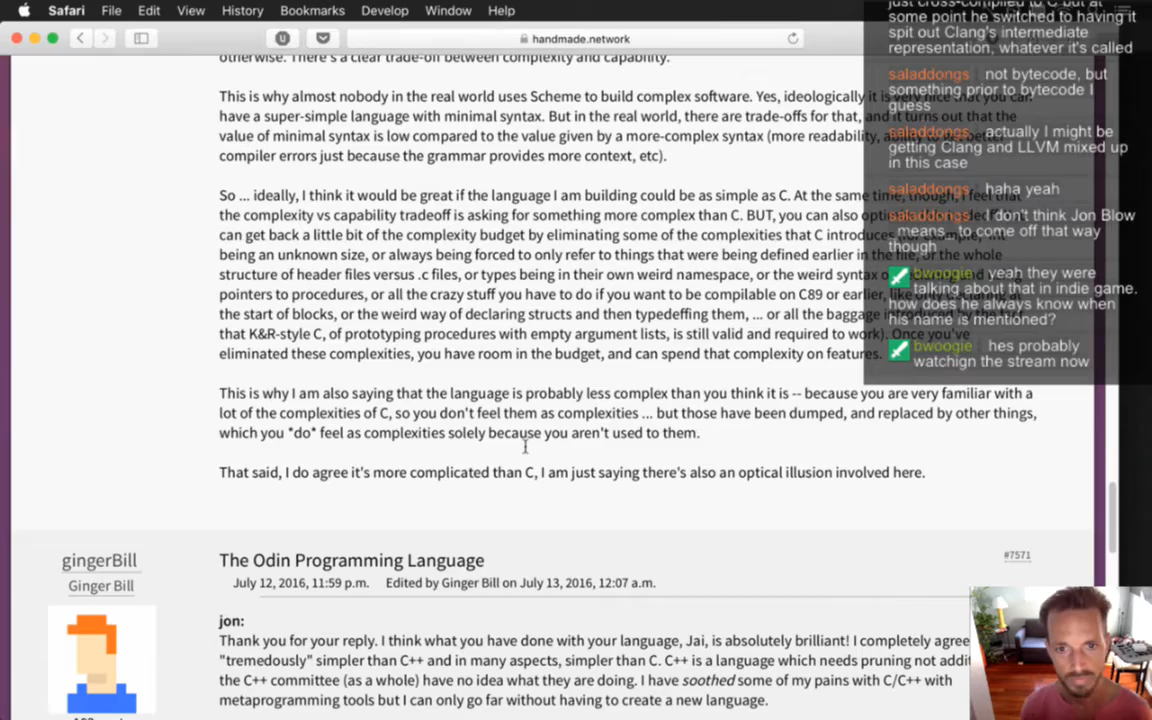 Safari File Edit View History Bookmarks Develop Window Help
handmade.network
otherwise. There's a clear trade-off between complexity and capability.
This is why almost nobody in the real world uses Scheme to build complex software. Yes, ideologically it is very nice that you can
have a super-simple language with minimal syntax. But in the real world, there are trade-offs for that, and it turns out that the
value of minimal syntax is low compared to the value given by a more-complex syntax (more readability,
compiler errors just because the grammar provides more context, etc).
So ... ideally, I think it would be great if the language I am building could be as simple as C. At the same time, though, I feel that
the complexity vs capability tradeoff is asking for something more complex than C. BUT, you can also
can get back a little bit of the complexity budget by eliminating some of the complexities that C introduces
being an unknown size, or always being forced to only refer to things that were being defined earlier in the file, or the whole
structure of header files versus .c files, or types being in their own weird namespace, or the weird syntax
pointers to procedures, or all the crazy stuff you have to do if you want to be compilable on C89 or earlier, like only declaring at
the start of blocks, or the weird way of declaring structs and then typedeffing them, ... or all the baggage introduced by the fact
that K&R-style C, of prototyping procedures with empty argument lists, is still valid and required to work). Once you've
eliminated these complexities, you have room in the budget, and can spend that complexity on features.
This is why I am also saying that the language is probably less complex than you think it is -- because you are very familiar with a
lot of the complexities of C, so you don't feel them as complexities ... but those have been dumped, and replaced by other things,
which you *do* feel as complexities solely because you aren't used to them.
That said, I do agree it's more complicated than C, I am just saying there's also an optical illusion involved here.
gingerBill
Ginger Bill
The Odin Programming Language
#7571
July 12, 2016, 11:59 p.m. Edited by Ginger Bill on July 13, 2016, 12:07 a.m.
jon:
Thank you for your reply. I think what you have done with your language, Jai, is absolutely brilliant! I completely agree
"tremedously" simpler than C++ and in many aspects, simpler than C. C++ is a language which needs pruning not addi
the C++ committee (as a whole) have no idea what they are doing. I have soothed some of my pains with C/C++ with
metaprogramming tools but I can only go far without having to create a new language.
just cross-compiled to C but at
some point he switched to having it
spit out Clang's intermediate
representation, whatever it's called
saladdongs not bytecode, but
something prior to bytecode I
guess
saladdongs actually I might be
getting Clang and LLVM mixed up
in this case
saladdongs haha yeah
saladdongs I don't think Jon Blow
_means_ to come off that way
though
bwoogie yeah they were
talking about that in indie game.
how does he always know when
his name is mentioned?
bwoogie hes probably
watchign the stream now